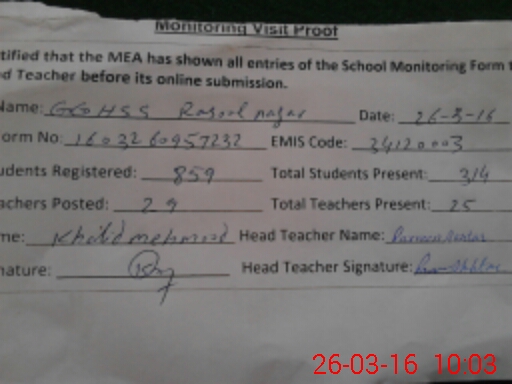 Monitoring Visit Proof
tified that the MEA has shown all entries of the School Monitoring Form t
d Teacher before its online submission.
Name: GGHSS Rasool nagar Date: 26-3-16
orm No: 1603260957232 EMIS Code: 34120003
udents Registered: 859 Total Students Present: 314
achers Posted: 29 Total Teachers Present: 25
me: Khalid mehmood Head Teacher Name:
nature: Head Teacher Signature:
26-03-16 10:03